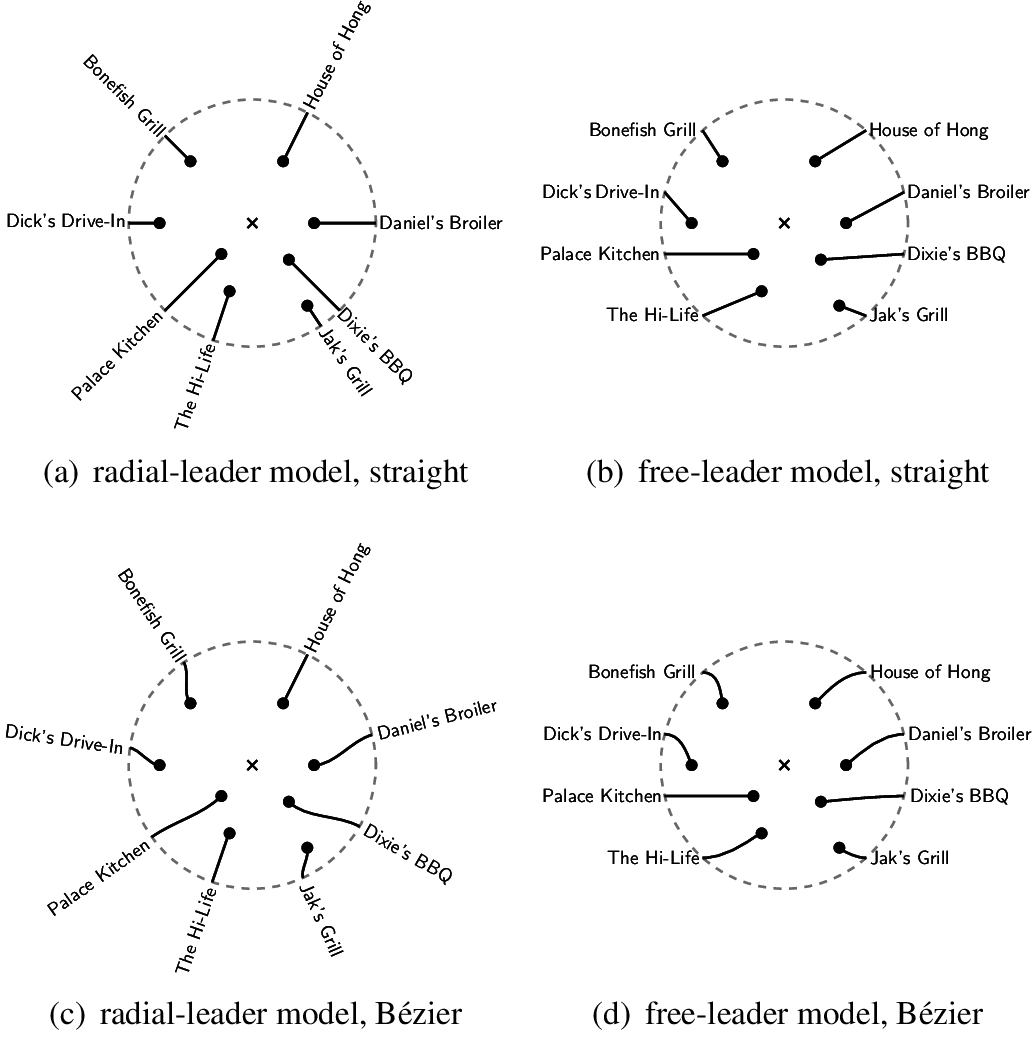 House of Hong
Bonefish Grill
Dick's Drive-In
Daniel's Broiler
Palace Kitchen
The Hi-Life
Jak's Grill
Dixie's BBQ
(a) radial-leader model, straight
Bonefish Grill
House of Hong
Dick's Drive-In
Daniel's Broiler
Palace Kitchen
Dixie's BBQ
The Hi-Life
Jak's Grill
(b) free-leader model, straight
Bonefish Grill
House of Hong
Dick's Drive-In
Daniel's Broiler
Palace Kitchen
Dixie's BBQ
The Hi-Life
Jak's Grill
(c) radial-leader model, Bézier
Bonefish Grill
House of Hong
Dick's Drive-In
Daniel's Broiler
Palace Kitchen
Dixie's BBQ
The Hi-Life
Jak's Grill
(d) free-leader model, Bézier